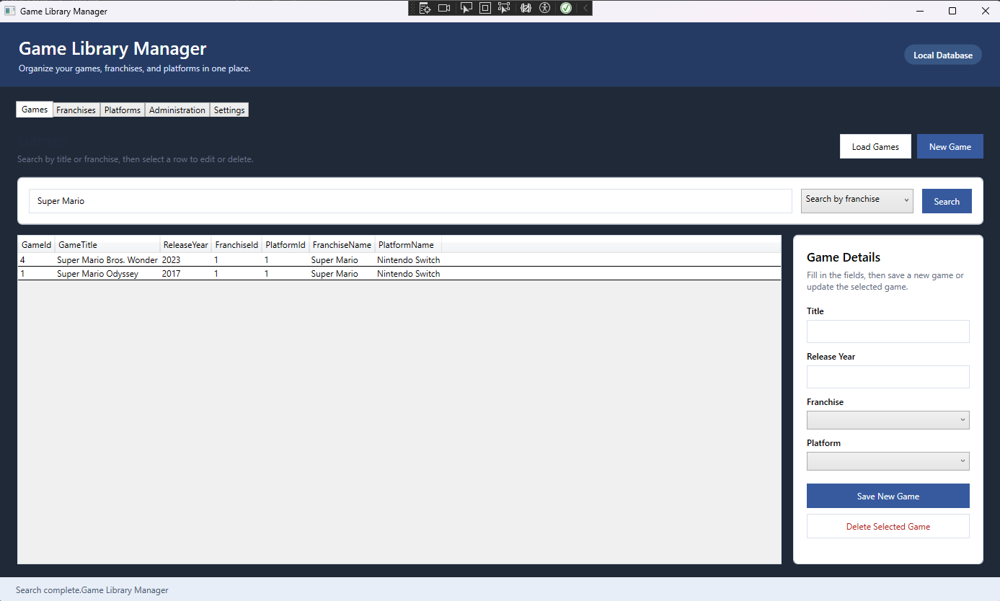 Game Library Manager
Game Library Manager
Organize your games, franchises, and platforms in one place.
Local Database
Games Franchises Platforms Administration Settings
Search by title or franchise, then select a row to edit or delete.
Load Games New Game
Super Mario Search by franchise Search
GameId GameTitle ReleaseYear FranchiseId PlatformId FranchiseName PlatformName
4 Super Mario Bros. Wonder 2023 1 1 Super Mario Nintendo Switch
1 Super Mario Odyssey 2017 1 1 Super Mario Nintendo Switch
Game Details
Fill in the fields, then save a new game or
update the selected game.
Title
Release Year
Franchise
Platform
Save New Game
Delete Selected Game
Search complete.Game Library Manager